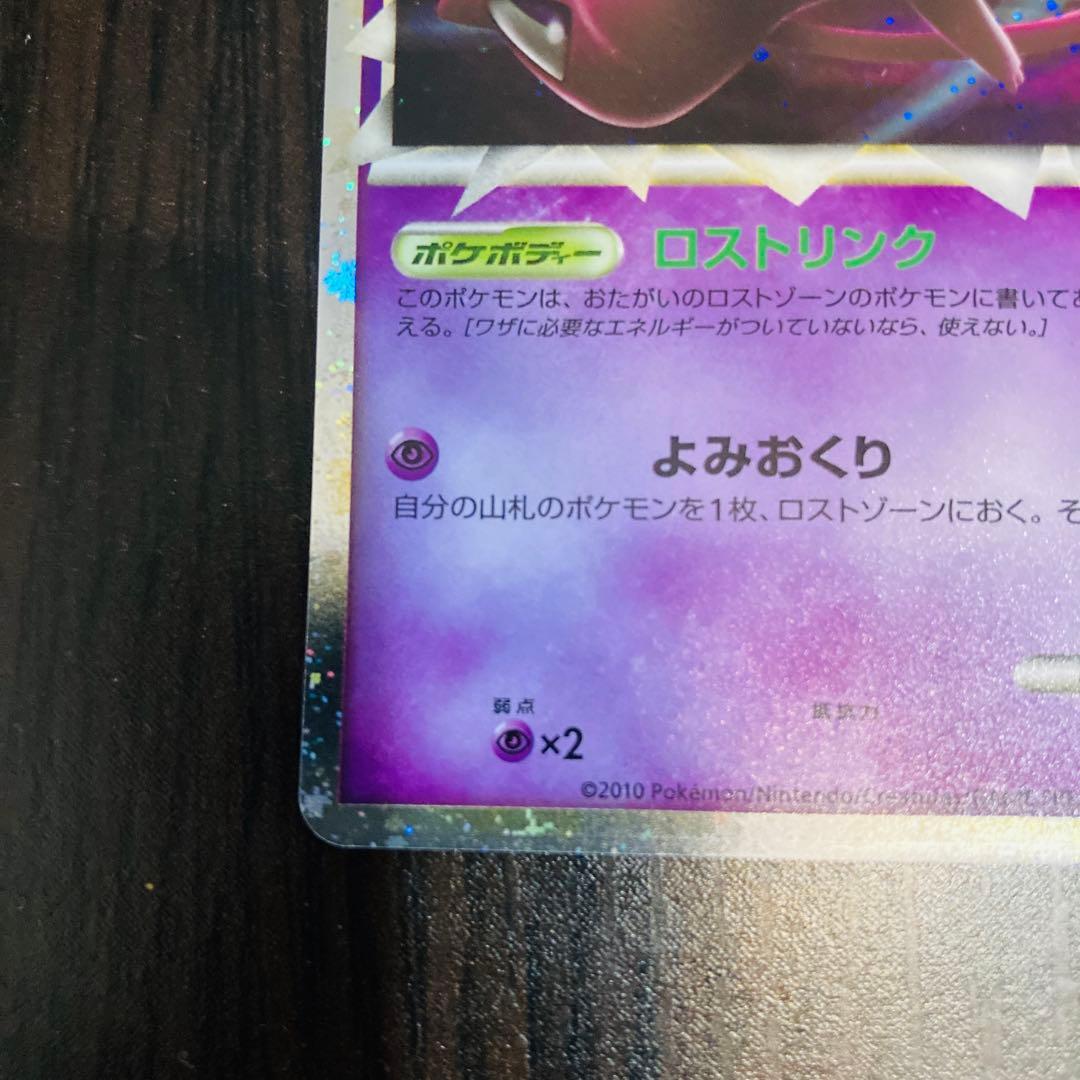 ポケボディー ロストリンク
このポケモンは、おたがいのロストゾーンのポケモンに書いてあ
える。[ワザに必要なエネルギーがついていないなら、使えない。]
よみおくり
自分の山札のポケモンを1枚、ロストゾーンにおく。そ
弱点 抵抗力
×2
©2010 Pokémon/Nintendo/Creatures